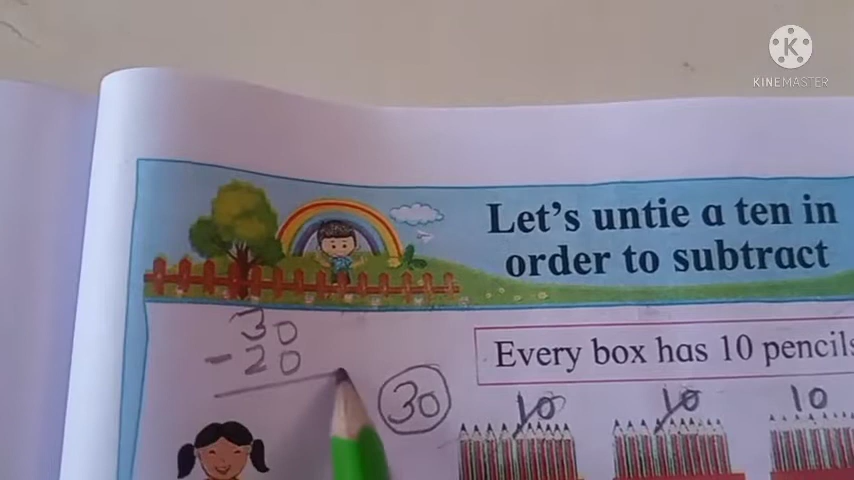 KINEMASTER
Let's untie a ten in
order to subtract
30
- 20
Every box has 10 pencils
30
10 10 10